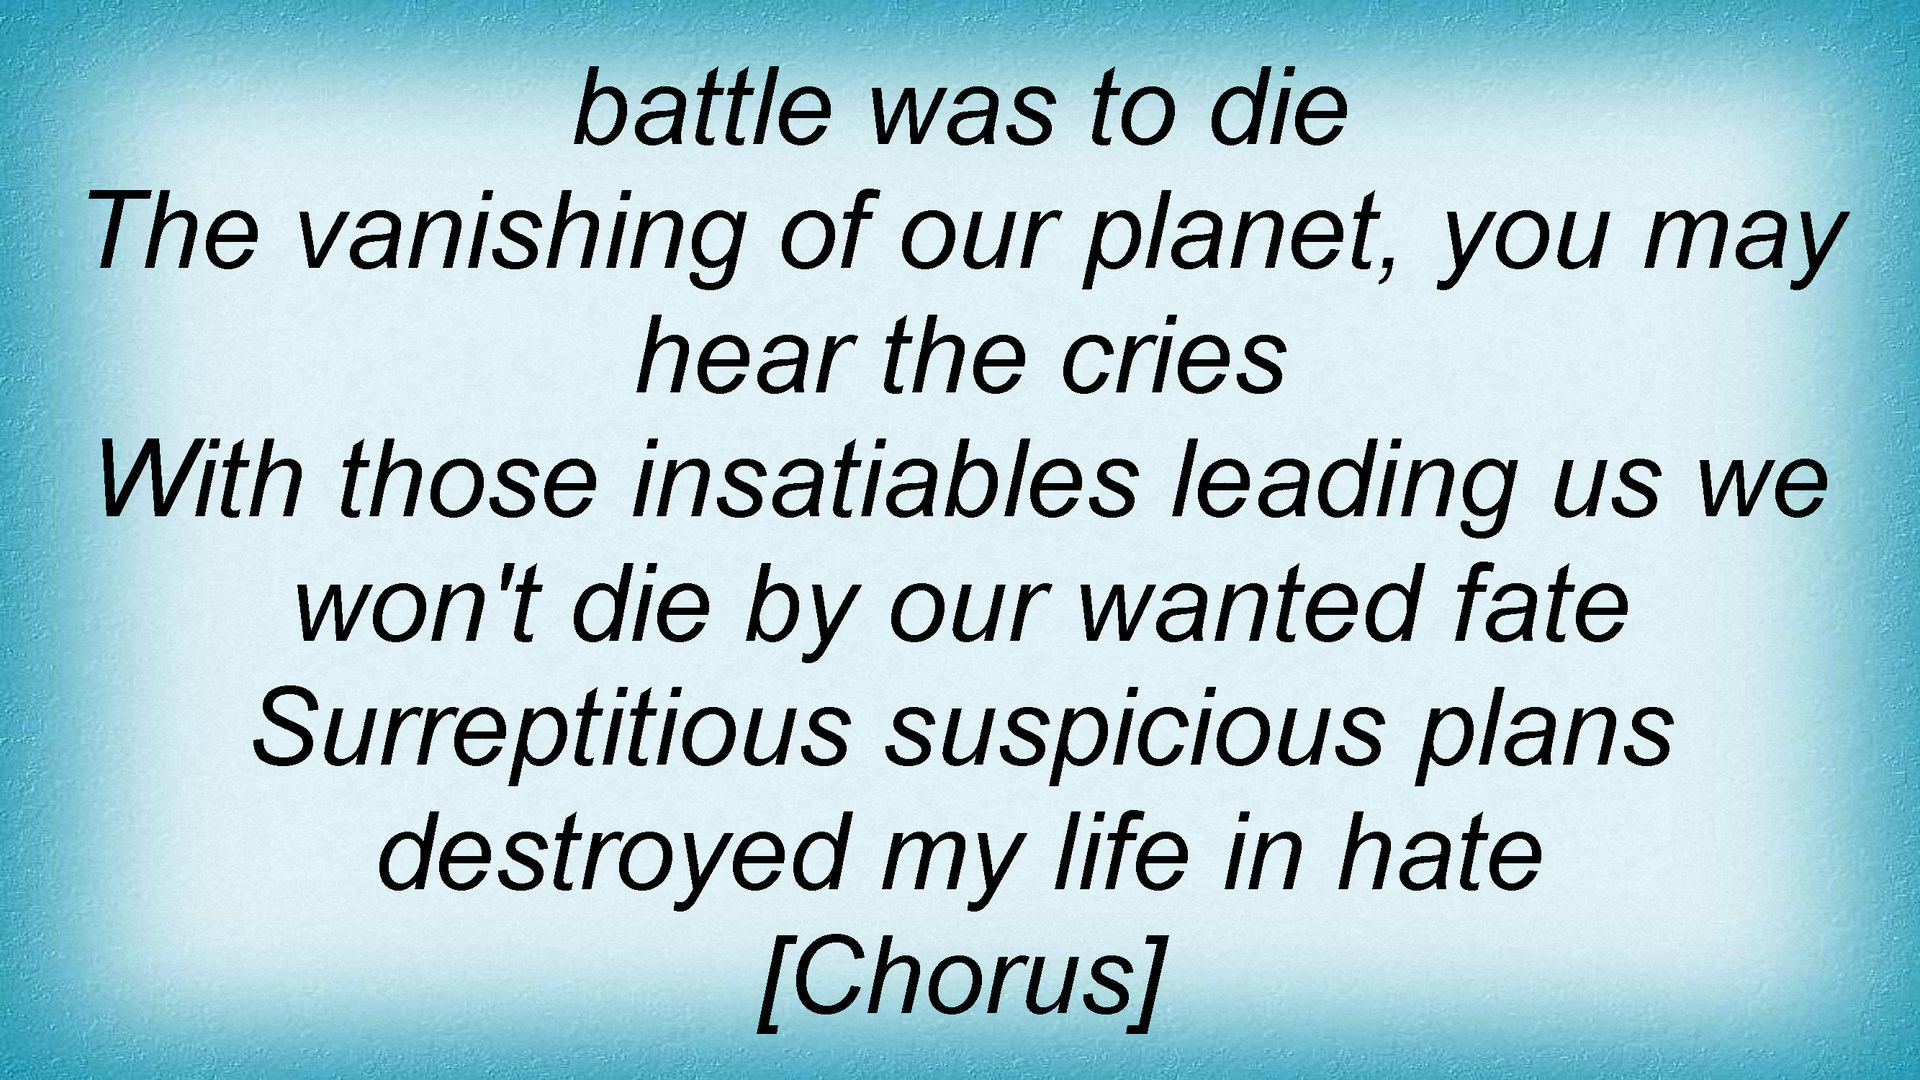 battle was to die
The vanishing of our planet, you may
hear the cries
With those insatiables leading us we
won't die by our wanted fate
Surreptitious suspicious plans
destroyed my life in hate
[Chorus]